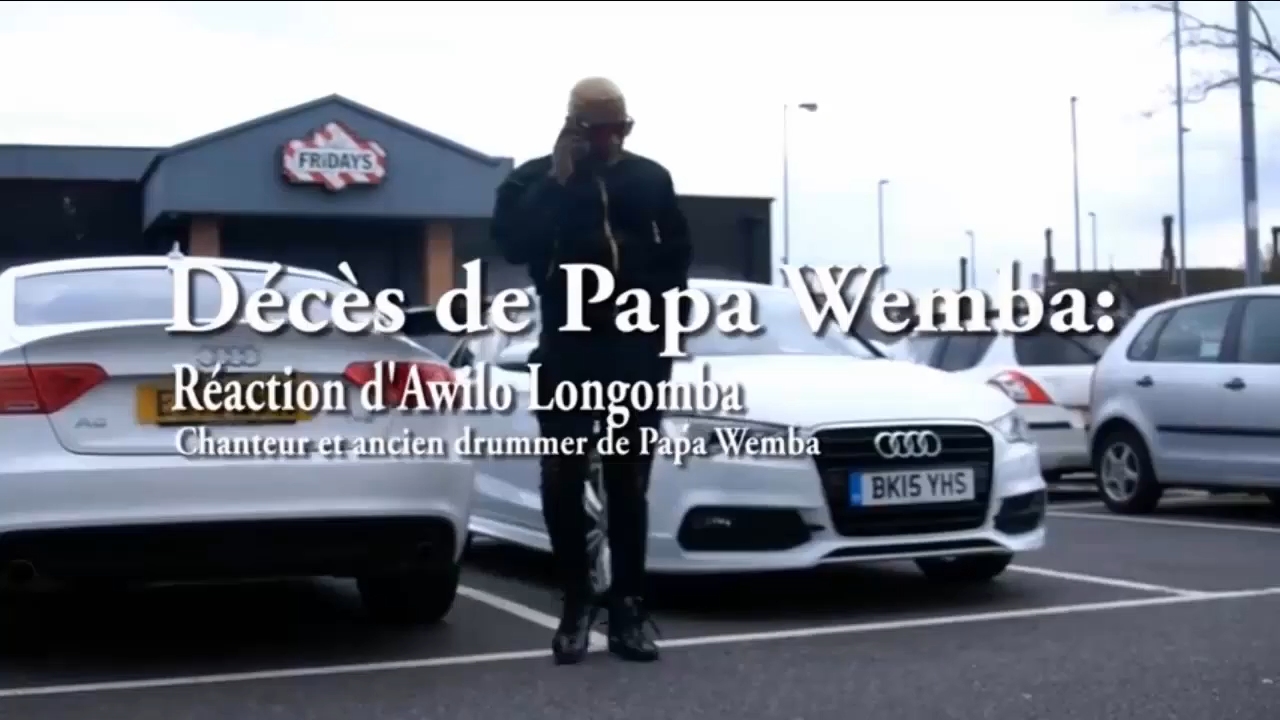 FRIDAYS
Décès de Papa Wemba:
Réaction d'Awilo Longomba
Chanteur et ancien drummer de Papa Wemba
BK15 YHS